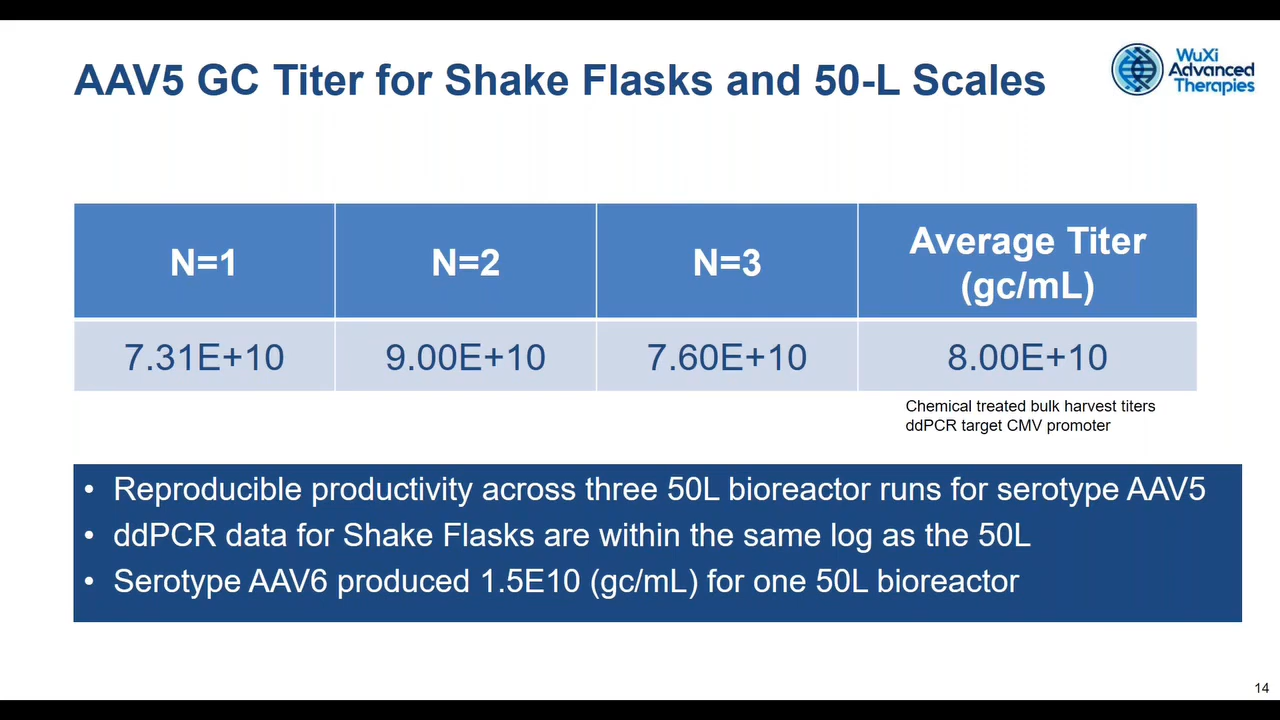 AAV5 GC Titer for Shake Flasks and 50-L Scales
WuXi
Advanced
Therapies
N=1
N=2
N=3
Average Titer
(gc/mL)
7.31E+10
9.00E+10
7.60E+10
8.00E+10
Chemical treated bulk harvest titers
ddPCR target CMV promoter
• Reproducible productivity across three 50L bioreactor runs for serotype AAV5
• ddPCR data for Shake Flasks are within the same log as the 50L
• Serotype AAV6 produced 1.5E10 (gc/mL) for one 50L bioreactor
14